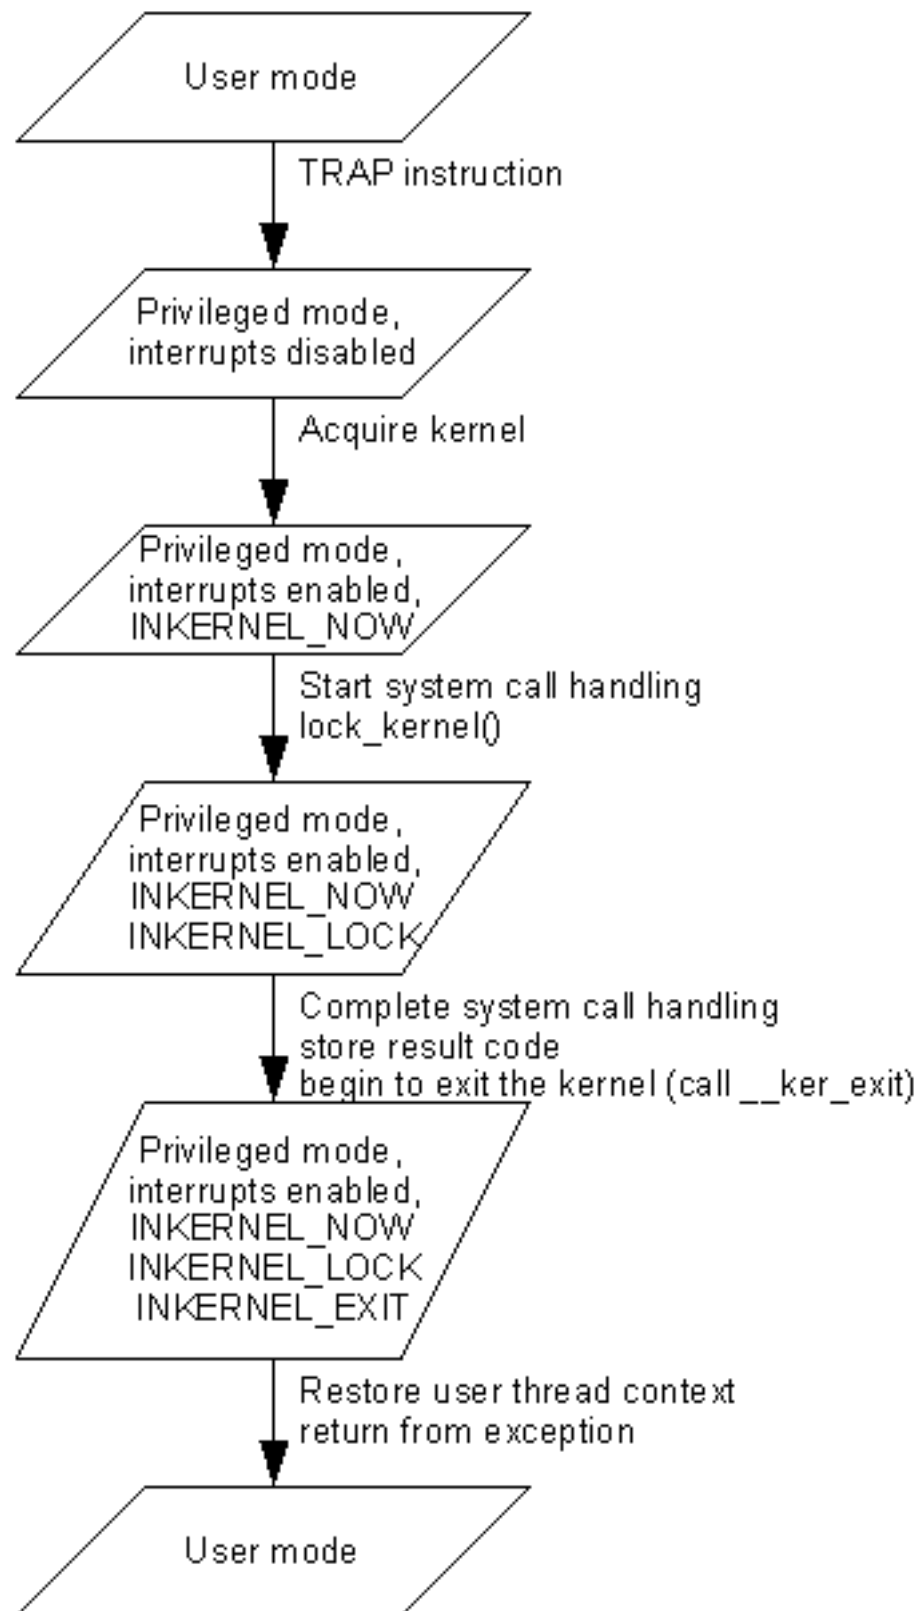 User mode
TRAP instruction
Privileged mode,
interrupts disabled
Acquire kernel
Privileged mode,
interrupts enabled,
INKERNEL_NOW
Start system call handling
lock_kernel()
Privileged mode,
interrupts enabled,
INKERNEL_NOW
INKERNEL_LOCK
Complete system call handling
store result code
begin to exit the kernel (call __ker_exit)
Privileged mode,
interrupts enabled,
INKERNEL_NOW
INKERNEL_LOCK
INKERNEL_EXIT
Restore user thread context
return from exception
User mode